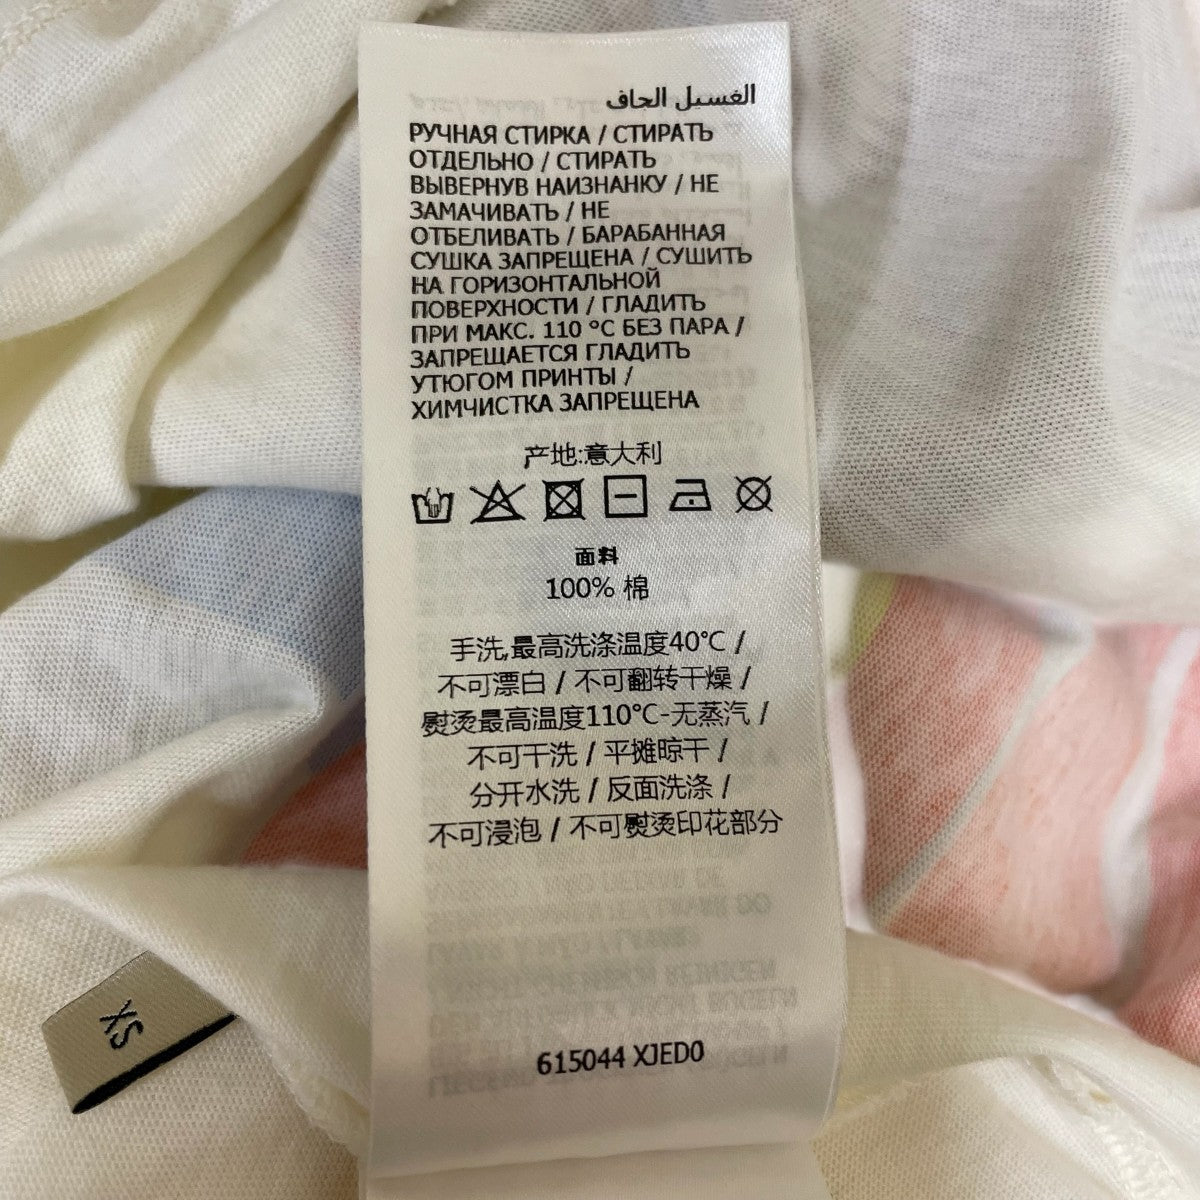 الغسيل الجاف
РУЧНАЯ СТИРКА / СТИРАТЬ
ОТДЕЛЬНО / СТИРАТЬ
ВЫВЕРНУВ НАИЗНАНКУ / НЕ
ЗАМАЧИВАТЬ / НЕ
ОТБЕЛИВАТЬ / БАРАБАННАЯ
СУШКА ЗАПРЕЩЕНА / СУШИТЬ
НА ГОРИЗОНТАЛЬНОЙ
ПОВЕРХНОСТИ / ГЛАДИТЬ
ПРИ МАКС. 110 °C БЕЗ ПАРА /
ЗАПРЕЩАЕТСЯ ГЛАДИТЬ
УТЮГОМ ПРИНТЫ /
ХИМЧИСТКА ЗАПРЕЩЕНА
产地:意大利
面料
100% 棉
手洗,最高洗涤温度40℃ /
不可漂白 / 不可翻转干燥 /
熨烫最高温度110℃-无蒸汽 /
不可干洗 / 平摊晾干 /
分开水洗 / 反面洗涤 /
不可浸泡 / 不可熨烫印花部分
615044 XJED0
XS